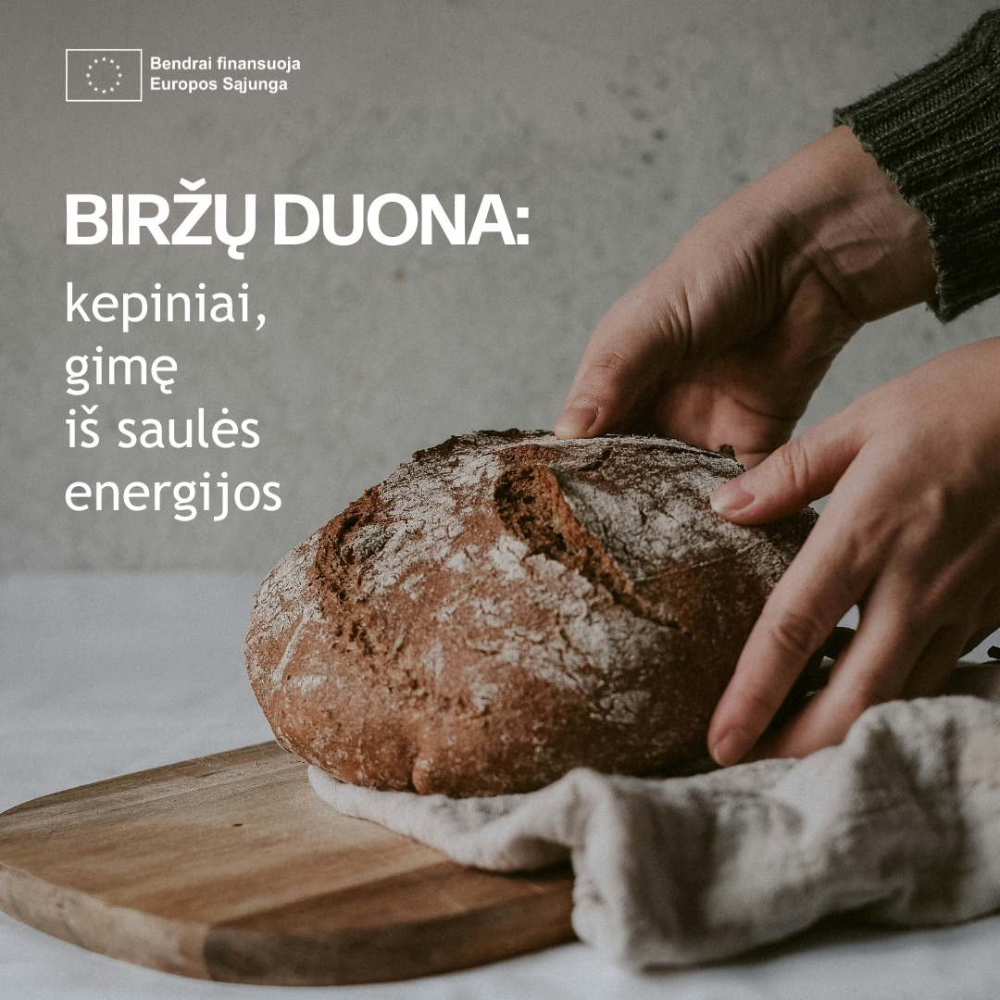 Bendrai finansuoja
Europos Sąjunga
BIRŽŲ DUONA:
kepiniai,
gimę
iš saulės
energijos